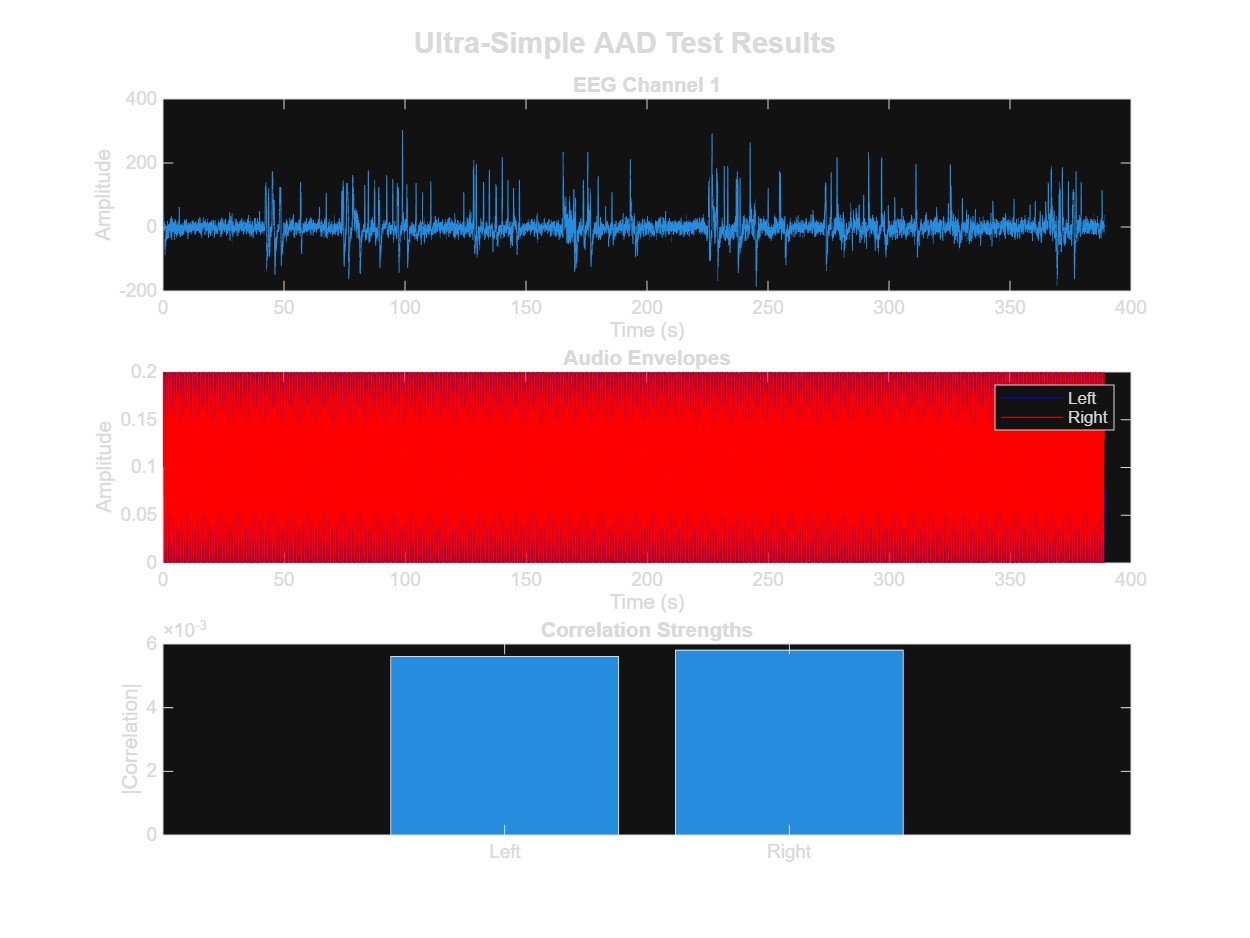 Ultra-Simple AAD Test Results
EEG Channel 1
Amplitude
400
200
0
-200
0 50 100 150 200 250 300 350 400
Time (s)
Audio Envelopes
Amplitude
0.2
0.15
0.1
0.05
0
Left
Right
0 50 100 150 200 250 300 350 400
Time (s)
Correlation Strengths
×10-3
|Correlation|
6
4
2
0
Left Right